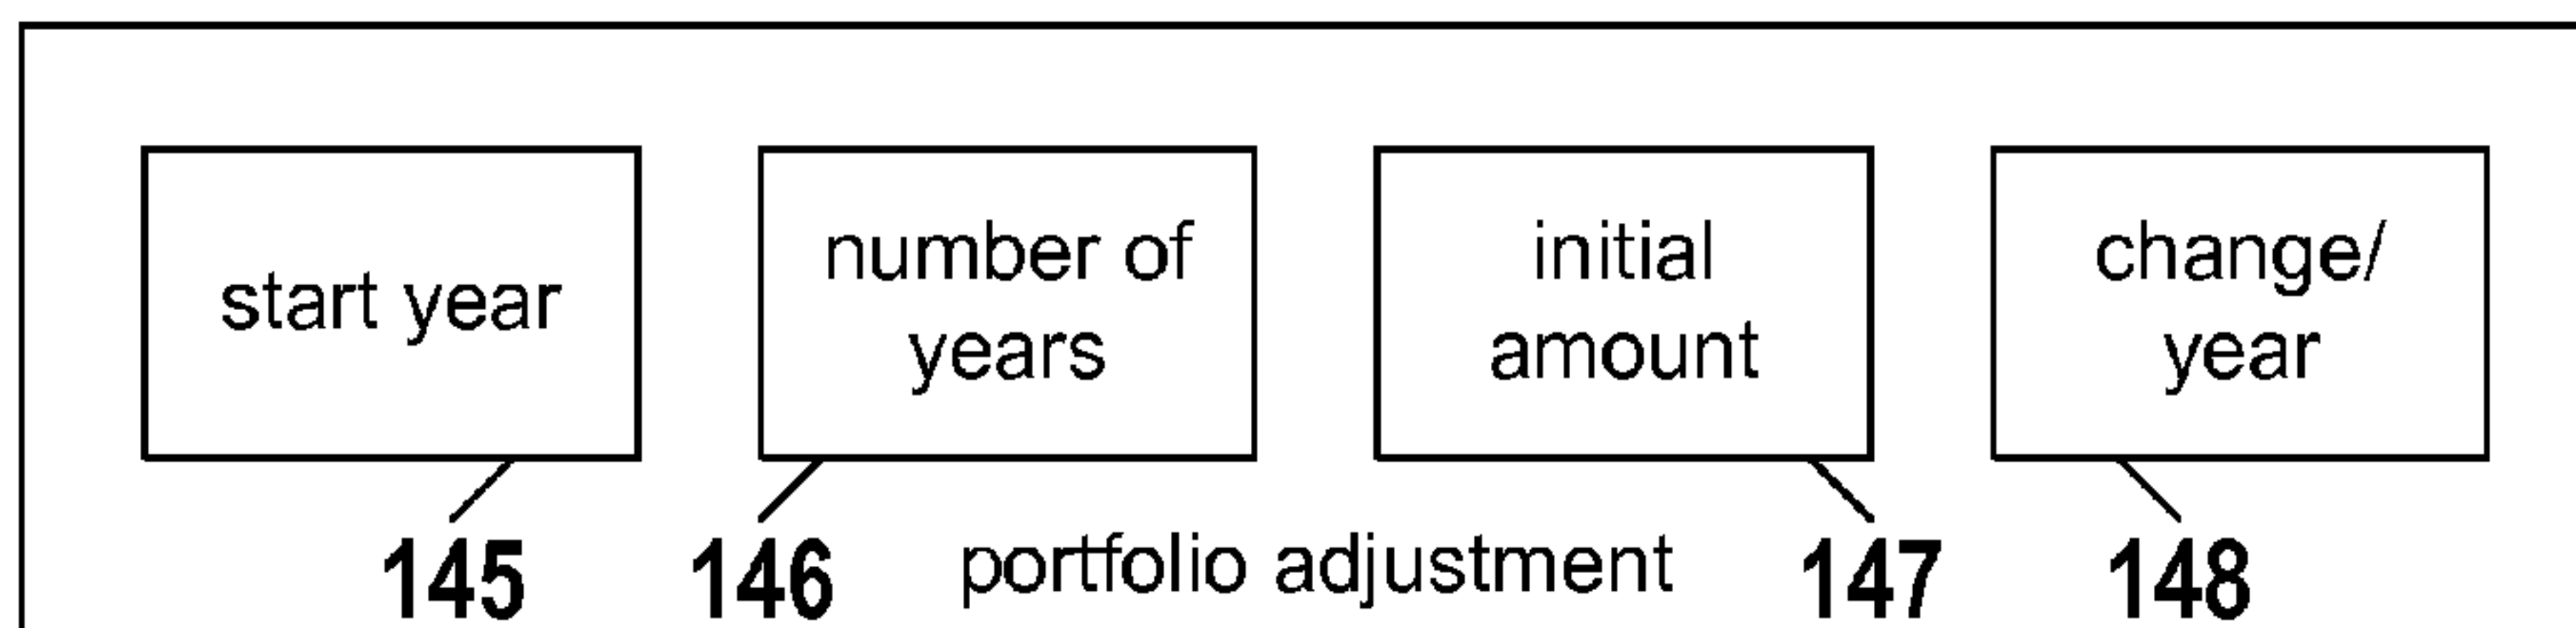 start year
number of
years
initial
amount
change/
year
145
146
portfolio adjustment
147
148